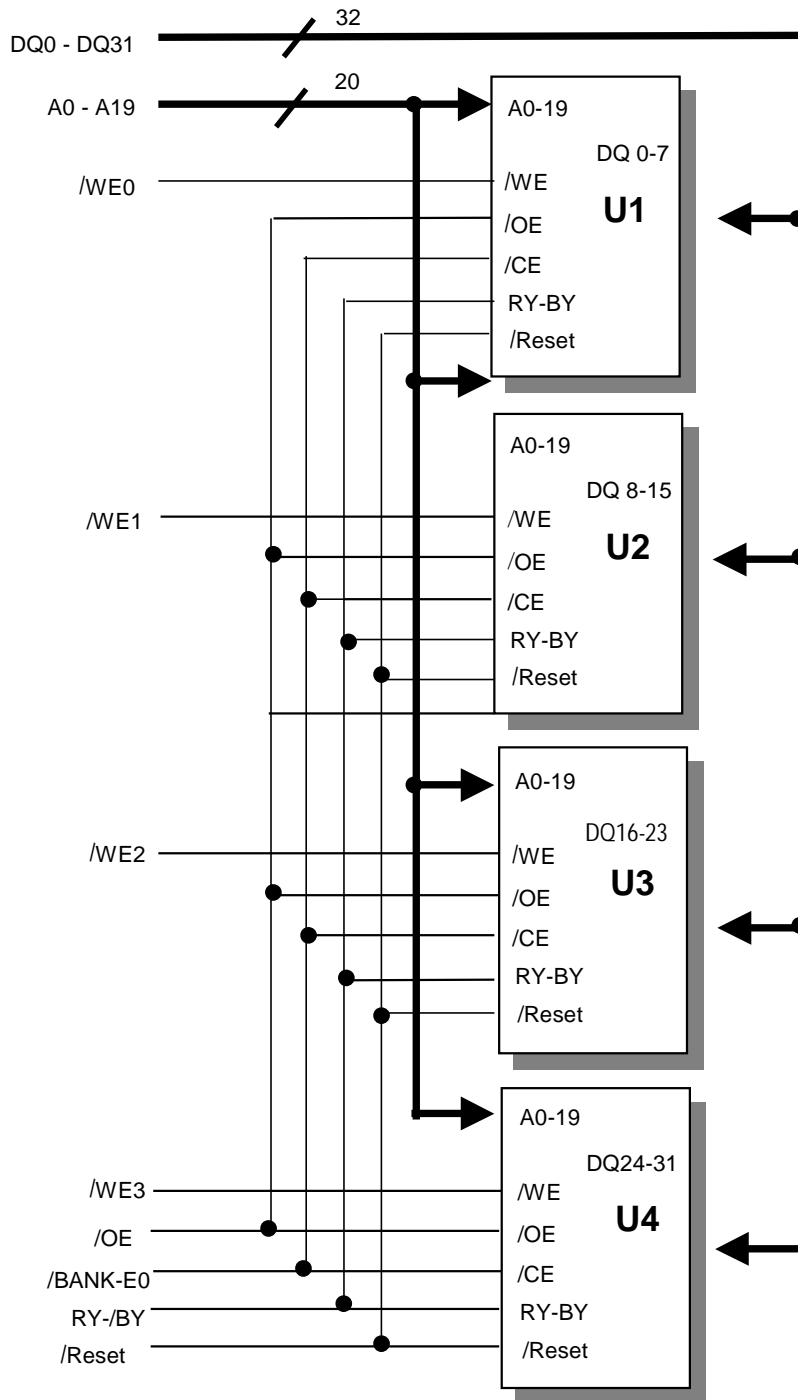 32
DQ0 - DQ31
20
A0 - A19
A0-19
DQ 0-7
/WE0
/WE
U1
/OE
/CE
RY-BY
/Reset
A0-19
DQ 8-15
/WE1
/WE
U2
/OE
/CE
RY-BY
/Reset
A0-19
DQ16-23
/WE2
/WE
U3
/OE
/CE
RY-BY
/Reset
A0-19
DQ24-31
/WE3
/WE
U4
/OE
/OE
/BANK-E0
/CE
RY-/BY
RY-BY
/Reset
/Reset